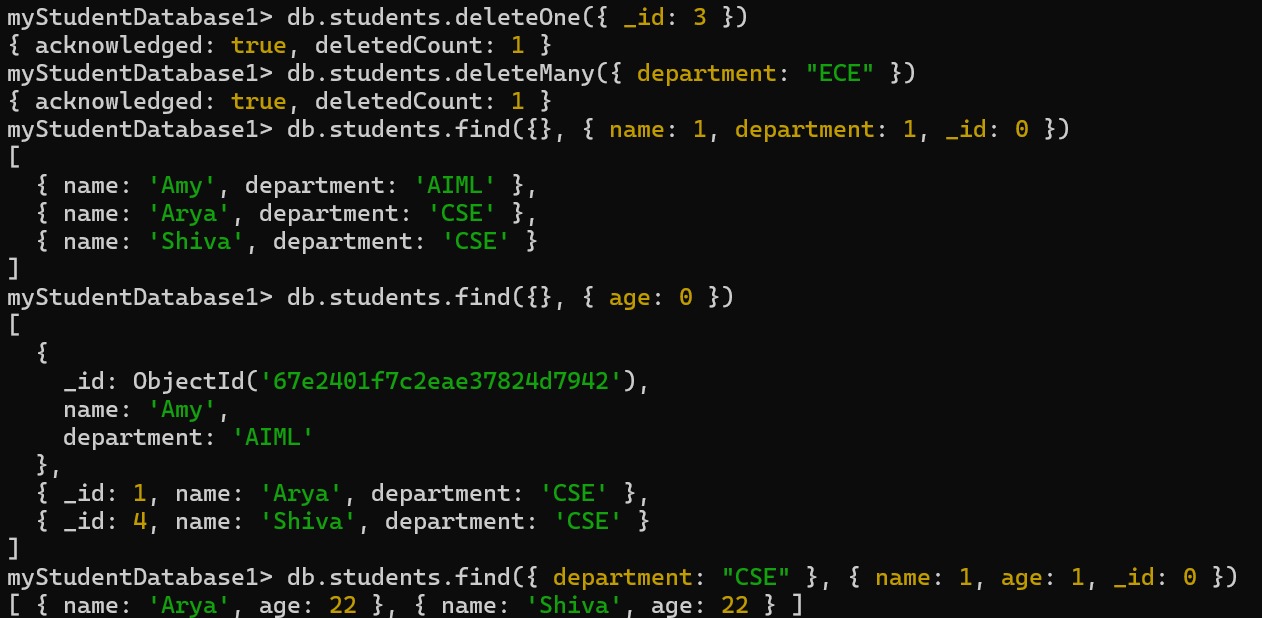 myStudentDatabase1> db.students.deleteOne({ _id: 3 })
{ acknowledged: true, deletedCount: 1 }
myStudentDatabase1> db.students.deleteMany({ department: "ECE" })
{ acknowledged: true, deletedCount: 1 }
myStudentDatabase1> db.students.find({}, { name: 1, department: 1, _id: 0 })
[
  { name: 'Amy', department: 'AIML' },
  { name: 'Arya', department: 'CSE' },
  { name: 'Shiva', department: 'CSE' }
]
myStudentDatabase1> db.students.find({}, { age: 0 })
[
  {
    _id: ObjectId('67e2401f7c2eae37824d7942'),
    name: 'Amy',
    department: 'AIML'
  },
  { _id: 1, name: 'Arya', department: 'CSE' },
  { _id: 4, name: 'Shiva', department: 'CSE' }
]
myStudentDatabase1> db.students.find({ department: "CSE" }, { name: 1, age: 1, _id: 0 })
[ { name: 'Arya', age: 22 }, { name: 'Shiva', age: 22 } ]